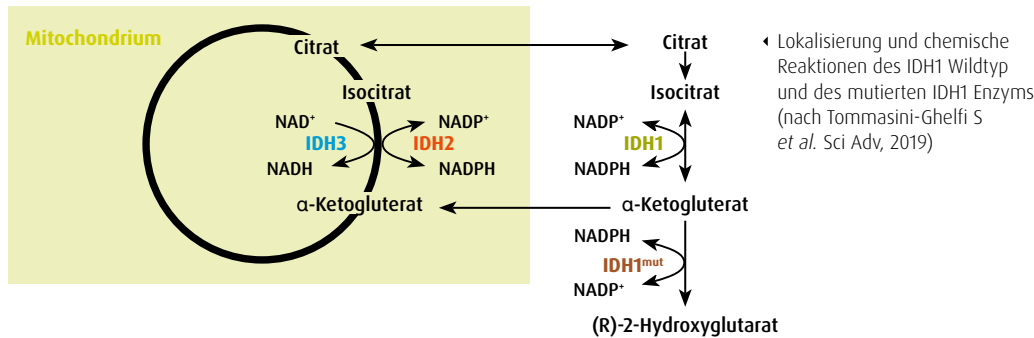 Mitochondrium
Citrat
Citrat
Isocitrat
Isocitrat
NAD⁺
NADP⁺
NADP⁺
IDH3
IDH2
IDH1
NADH
NADPH
NADPH
α-Ketogluterat
α-Ketogluterat
NADPH
IDH1ᵐᵘᵗ
NADP⁺
(R)-2-Hydroxyglutarat
Lokalisierung und chemische
Reaktionen des IDH1 Wildtyp
und des mutierten IDH1 Enzyms
(nach Tommasini-Ghelfi S
et al. Sci Adv, 2019)